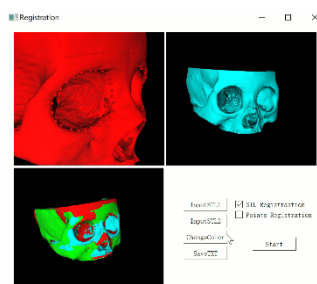 Registration
InputSTL1
InputSTL2
ChangeColor
SaveTXT
STL Registration
Points Registration
Start